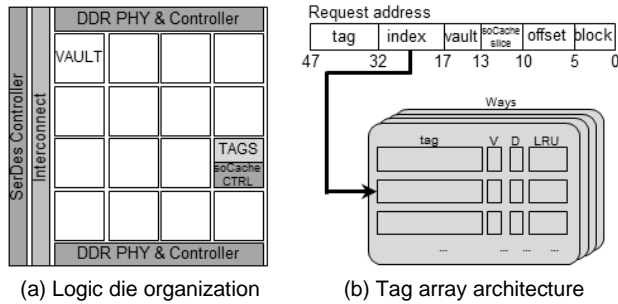 DDR PHY & Controller
SerDes Controller
Interconnect
VAULT
TAGS
soCache
CTRL
DDR PHY & Controller
(a) Logic die organization
Request address
tag index vault soCache slice offset block
47 32 17 13 10 5 0
Ways
tag V D LRU
... ... ... ...
(b) Tag array architecture